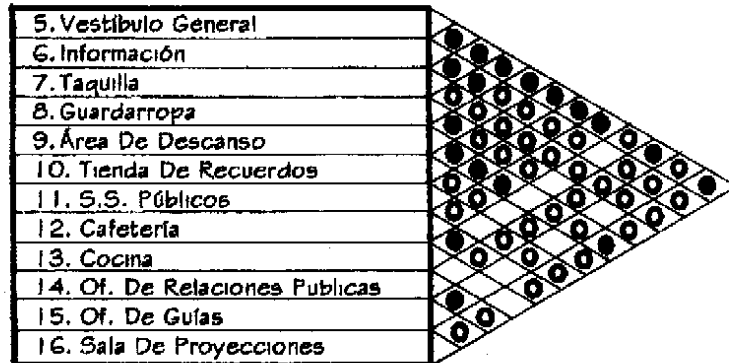 5. Vestíbulo General
6. Información
7. Taquilla
8. Guardarropa
9. Área De Descanso
10. Tienda De Recuerdos
11. S.S. Públicos
12. Cafetería
13. Cocina
14. Of. De Relaciones Publicas
15. Of. De Guías
16. Sala De Proyecciones